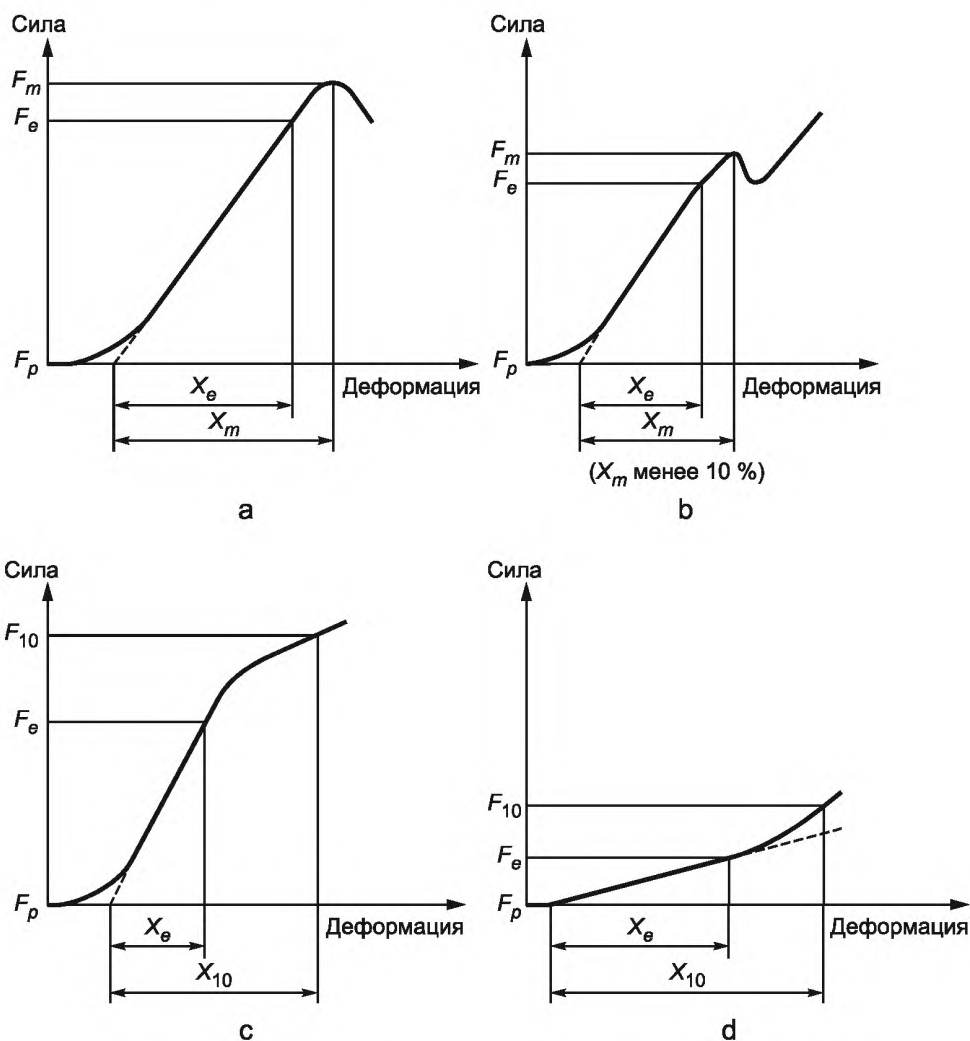 Сила
F_m
F_e
F_p
X_e
Деформация
X_m
a
Сила
F_m
F_e
F_p
X_e
Деформация
X_m
(X_m менее 10 %)
b
Сила
F_10
F_e
F_p
X_e
Деформация
X_10
c
Сила
F_10
F_e
F_p
X_e
Деформация
X_10
d